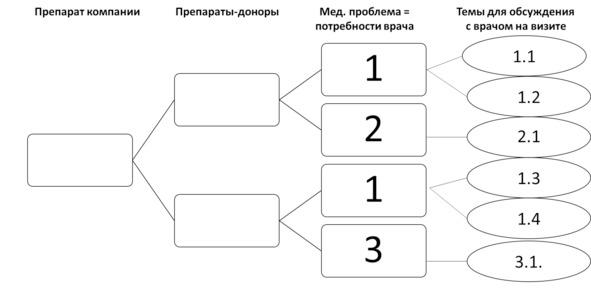 Препарат компании
Препараты-доноры
Мед. проблема =
потребности врача
Темы для обсуждения
с врачом на визите
1
2
1
3
1.1
1.2
2.1
1.3
1.4
3.1.